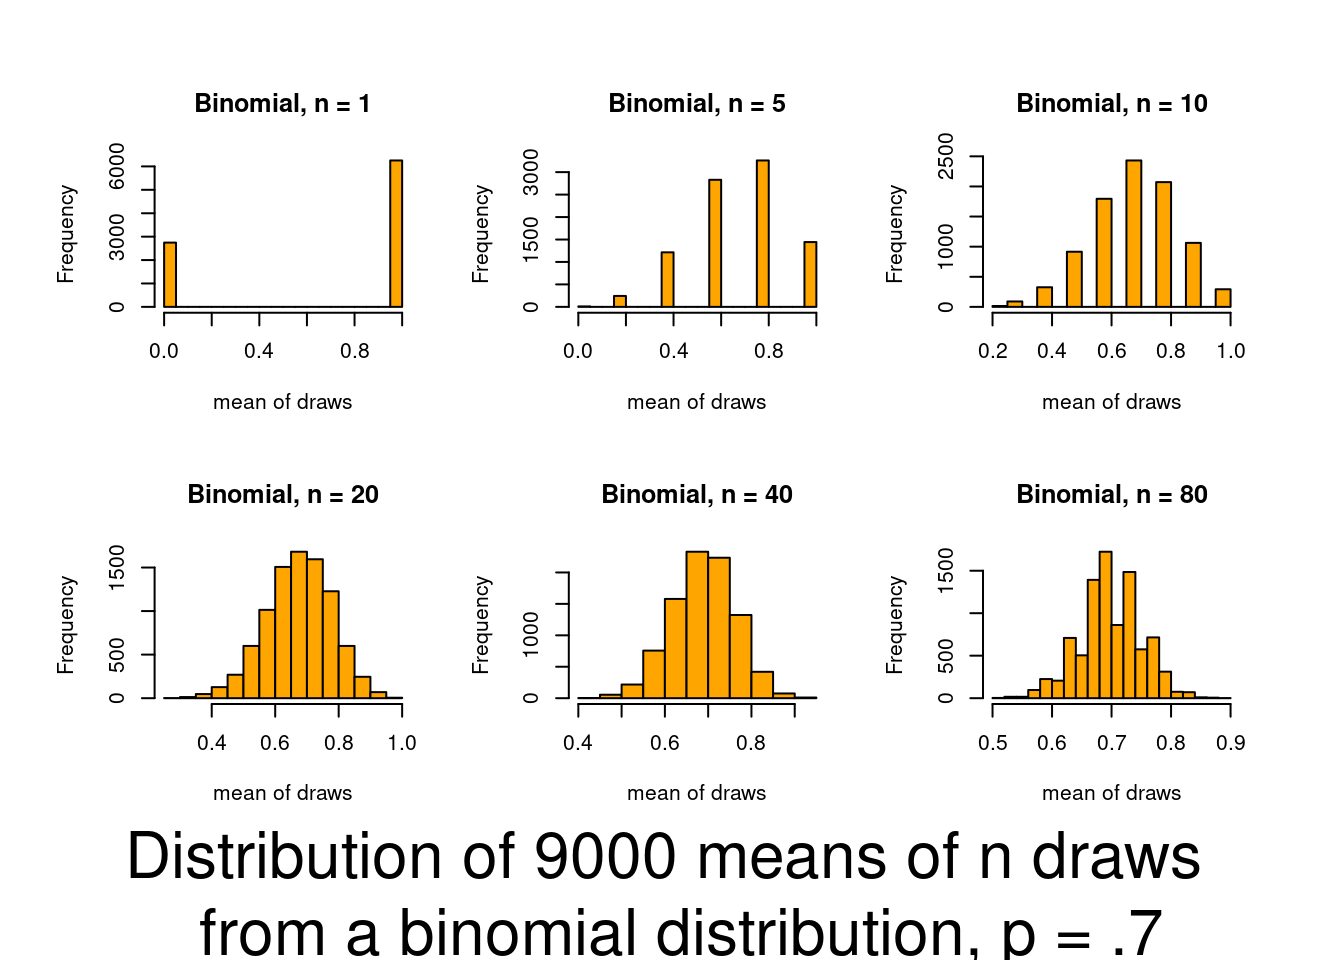 Binomial, n = 1
Frequency
0 3000 6000
0.0 0.4 0.8
mean of draws
Binomial, n = 5
Frequency
0 1500 3000
0.0 0.4 0.8
mean of draws
Binomial, n = 10
Frequency
0 1000 2500
0.2 0.4 0.6 0.8 1.0
mean of draws
Binomial, n = 20
Frequency
0 500 1500
0.4 0.6 0.8 1.0
mean of draws
Binomial, n = 40
Frequency
0 1000
0.4 0.6 0.8
mean of draws
Binomial, n = 80
Frequency
0 500 1500
0.5 0.6 0.7 0.8 0.9
mean of draws
Distribution of 9000 means of n draws
from a binomial distribution, p = .7